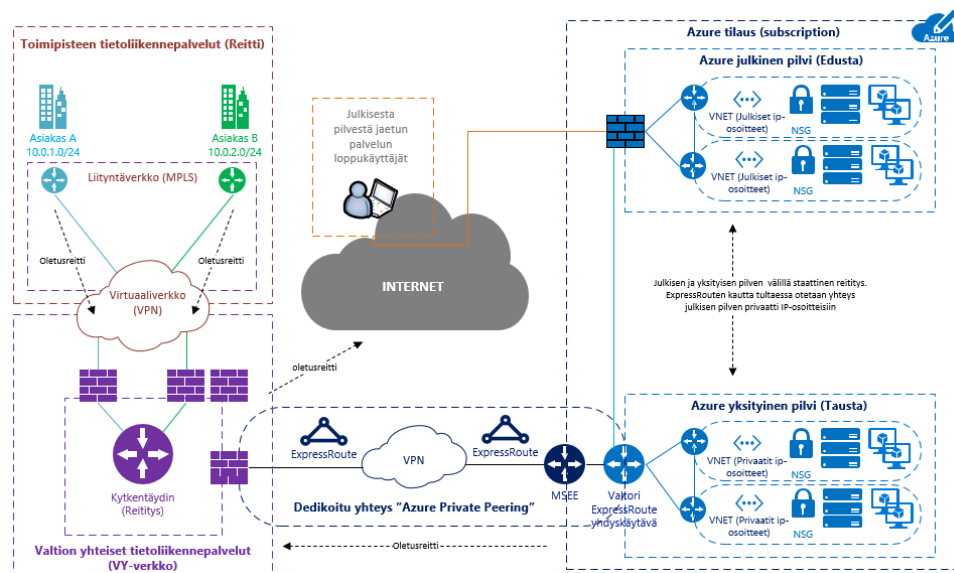 Toimipisteen tietoliikennepalvelut (Reitti)
Asiakas A
10.0.1.0/24
Asiakas B
10.0.2.0/24
Liityntäverkko (MPLS)
Oletusreitti
Oletusreitti
Virtuaaliverkko
(VPN)
Kytkentäydin
(Reititys)
Valtion yhteiset tietoliikennepalvelut
(VY-verkko)
Julkisesta
pilvestä jaetun
palvelun
loppukäyttäjät
INTERNET
oletusreitti
ExpressRoute
VPN
ExpressRoute
MSEE
Valtori
ExpressRoute
yhdyskäytävä
Dedikoitu yhteys "Azure Private Peering"
Oletusreitti
Azure tilaus (subscription)
Azure
Azure julkinen pilvi (Edusta)
VNET (Julkiset ip-
osoitteet)
NSG
VNET (Julkiset ip-
osoitteet)
NSG
Julkisen ja yksityisen pilven välillä staattinen reititys.
ExpressRouten kautta tultaessa otetaan yhteys
julkisen pilven privaatti IP-osoitteisiin
Azure yksityinen pilvi (Tausta)
VNET (Privaatit ip-
osoitteet)
NSG
VNET (Privaatit ip-
osoitteet)
NSG